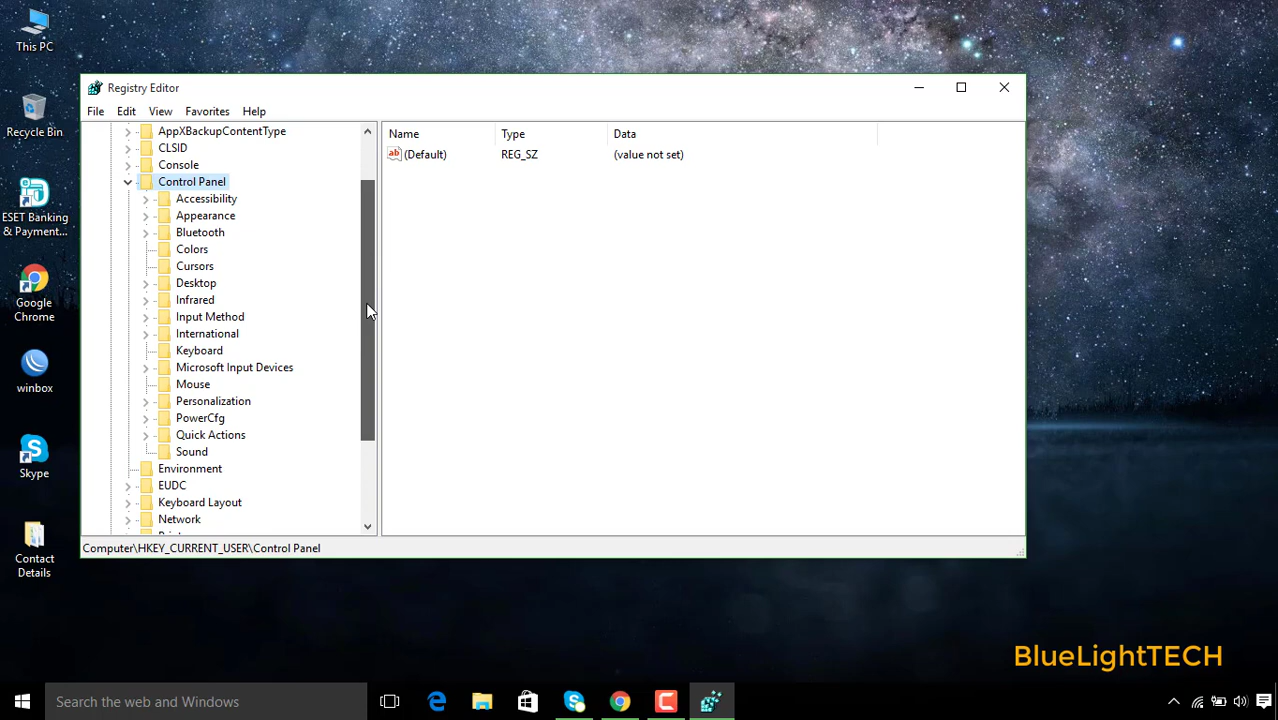 This PC
Recycle Bin
ESET Banking
& Payment...
Google
Chrome
winbox
Skype
Contact
Details
Registry Editor
File Edit View Favorites Help
AppXBackupContentType
CLSID
Console
Control Panel
Accessibility
Appearance
Bluetooth
Colors
Cursors
Desktop
Infrared
Input Method
International
Keyboard
Microsoft Input Devices
Mouse
Personalization
PowerCfg
Quick Actions
Sound
Environment
EUDC
Keyboard Layout
Network
Name Type Data
ab (Default) REG_SZ (value not set)
Computer\HKEY_CURRENT_USER\Control Panel
BlueLightTECH
Search the web and Windows